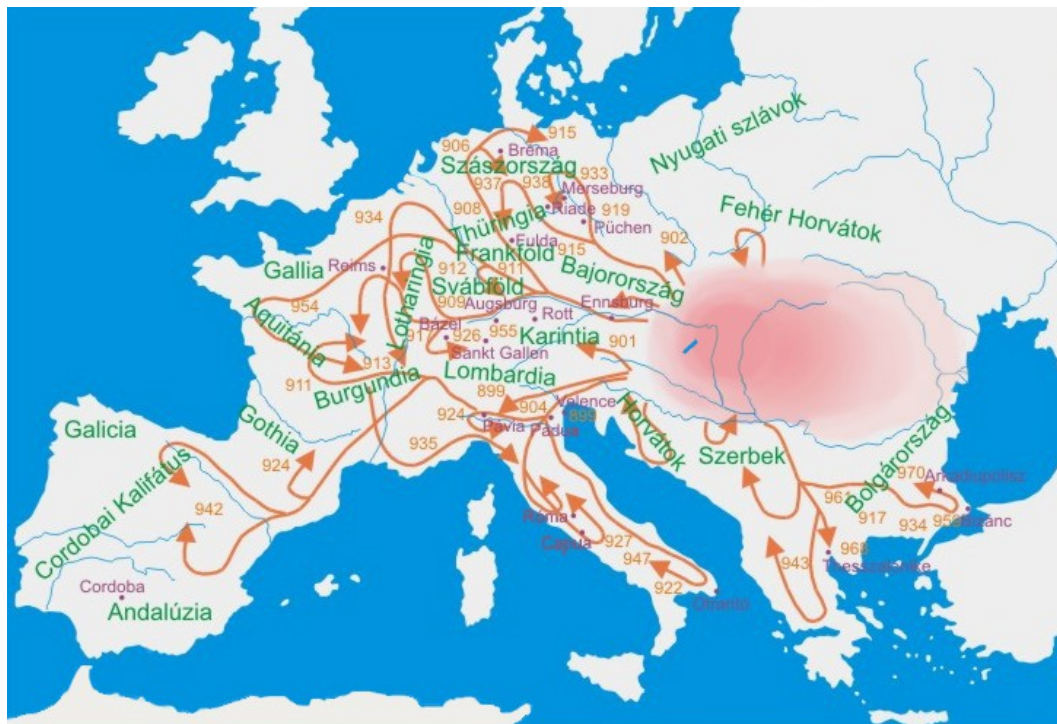 915
906
Bréma
Szászország
Nyugati szlávok
937
938
933
Merseburg
908
Riade
919
934
Thüringia
Püchen
Fehér Horvátok
Fulda
915
902
Frankföld
Gallia
Reims
912
911
Bajorország
Lotharingia
Svábföld
954
909
Augsburg
Ennsburg
Aquitánia
Bázel
Rott
917
926
955
Karintia
901
Sankt Gallen
913
Lombardia
911
Burgundia
899
904
Velence
Horvátok
924
Pávia
Pádua
899
Galicia
Gothia
935
Szerbek
Bolgárország
924
970
Arkadiupolisz
Cordobai Kalifátus
961
942
917
934
Bizánc
Róma
Capua
927
968
Thesszaloniké
947
943
922
Cordoba
Otranto
Andalúzia